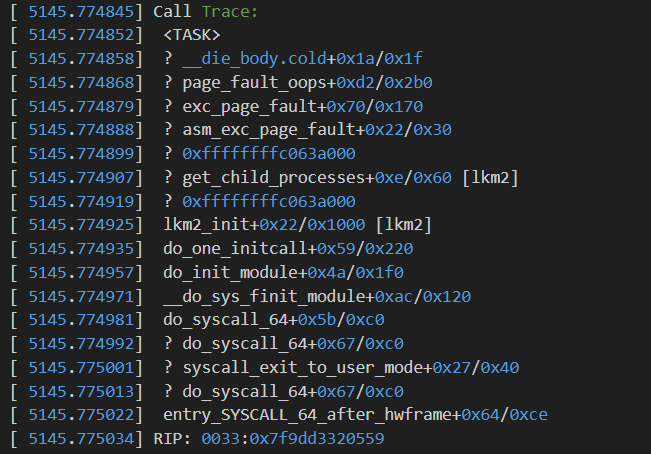 [ 5145.774845] Call Trace:
[ 5145.774852]  <TASK>
[ 5145.774858]  ? __die_body.cold+0x1a/0x1f
[ 5145.774868]  ? page_fault_oops+0xd2/0x2b0
[ 5145.774879]  ? exc_page_fault+0x70/0x170
[ 5145.774888]  ? asm_exc_page_fault+0x22/0x30
[ 5145.774899]  ? 0xffffffffc063a000
[ 5145.774907]  ? get_child_processes+0xe/0x60 [lkm2]
[ 5145.774919]  ? 0xffffffffc063a000
[ 5145.774925]  lkm2_init+0x22/0x1000 [lkm2]
[ 5145.774935]  do_one_initcall+0x59/0x220
[ 5145.774957]  do_init_module+0x4a/0x1f0
[ 5145.774971]  __do_sys_finit_module+0xac/0x120
[ 5145.774981]  do_syscall_64+0x5b/0xc0
[ 5145.774992]  ? do_syscall_64+0x67/0xc0
[ 5145.775001]  ? syscall_exit_to_user_mode+0x27/0x40
[ 5145.775013]  ? do_syscall_64+0x67/0xc0
[ 5145.775022]  entry_SYSCALL_64_after_hwframe+0x64/0xce
[ 5145.775034] RIP: 0033:0x7f9dd3320559